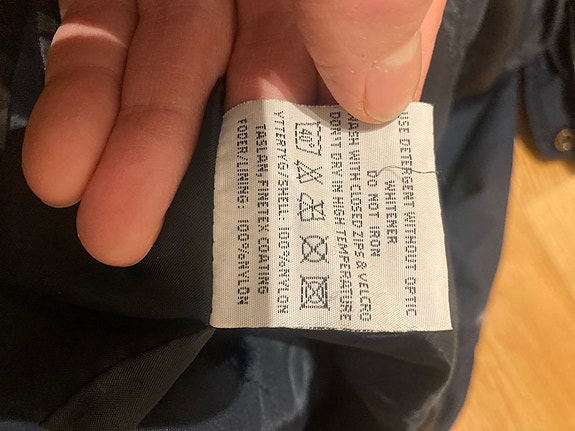 USE DETERGENT WITHOUT OPTIC
WHITENER
DO NOT IRON
WASH WITH CLOSED ZIPS & VELCRO
DON'T DRY IN HIGH TEMPERATURE
40
YTTERYG/SHELL: 100%NYLON
TASLAN,FINETEX COATING
FODER/LINING: 100%NYLON